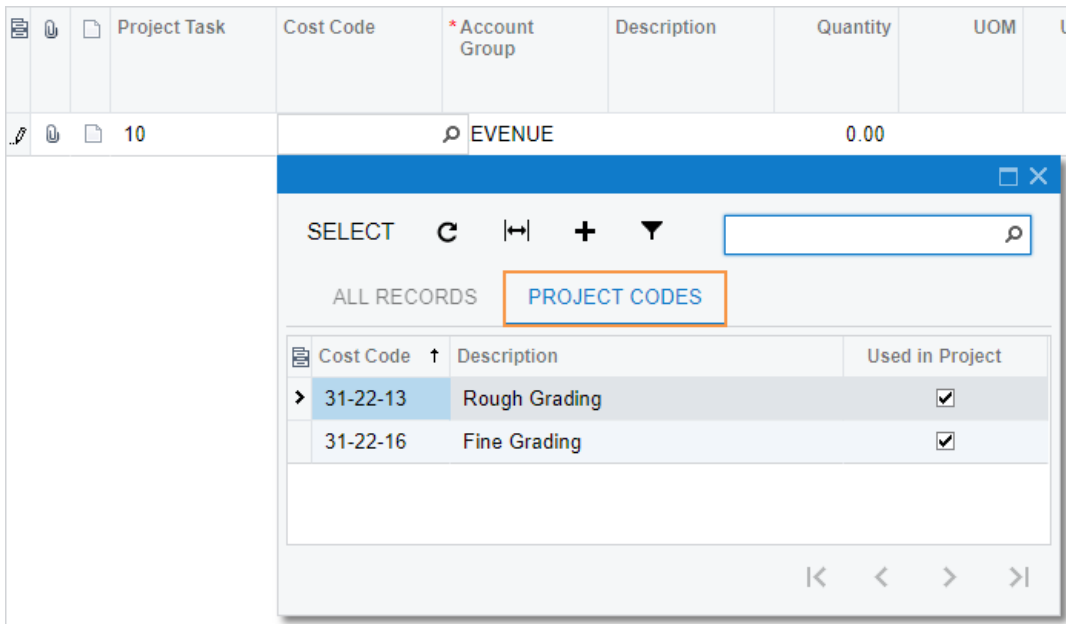 Project Task Cost Code *Account Group Description Quantity UOM
10 EVENUE 0.00
SELECT
ALL RECORDS PROJECT CODES
Cost Code Description Used in Project
31-22-13 Rough Grading
31-22-16 Fine Grading